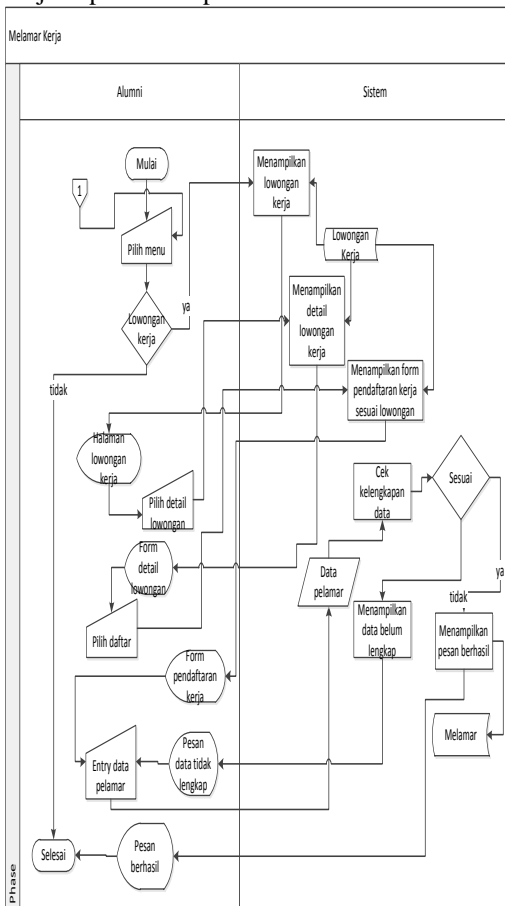 Melamar Kerja
Alumni
Sistem
Mulai
1
Pilih menu
Lowongan
kerja
ya
tidak
Menampilkan
lowongan
kerja
Lowongan
Kerja
Menampilkan
detail
lowongan
kerja
Menampilkan form
pendaftaran kerja
sesuai lowongan
Halaman
lowongan
kerja
Pilih detail
lowongan
Cek
kelengkapan
data
Sesuai
ya
tidak
Form
detail
lowongan
Pilih daftar
Data
pelamar
Menampilkan
data belum
lengkap
Menampilkan
pesan berhasil
Form
pendaftaran
kerja
Melamar
Entry data
pelamar
Pesan
data tidak
lengkap
Selesai
Pesan
berhasil
Phase